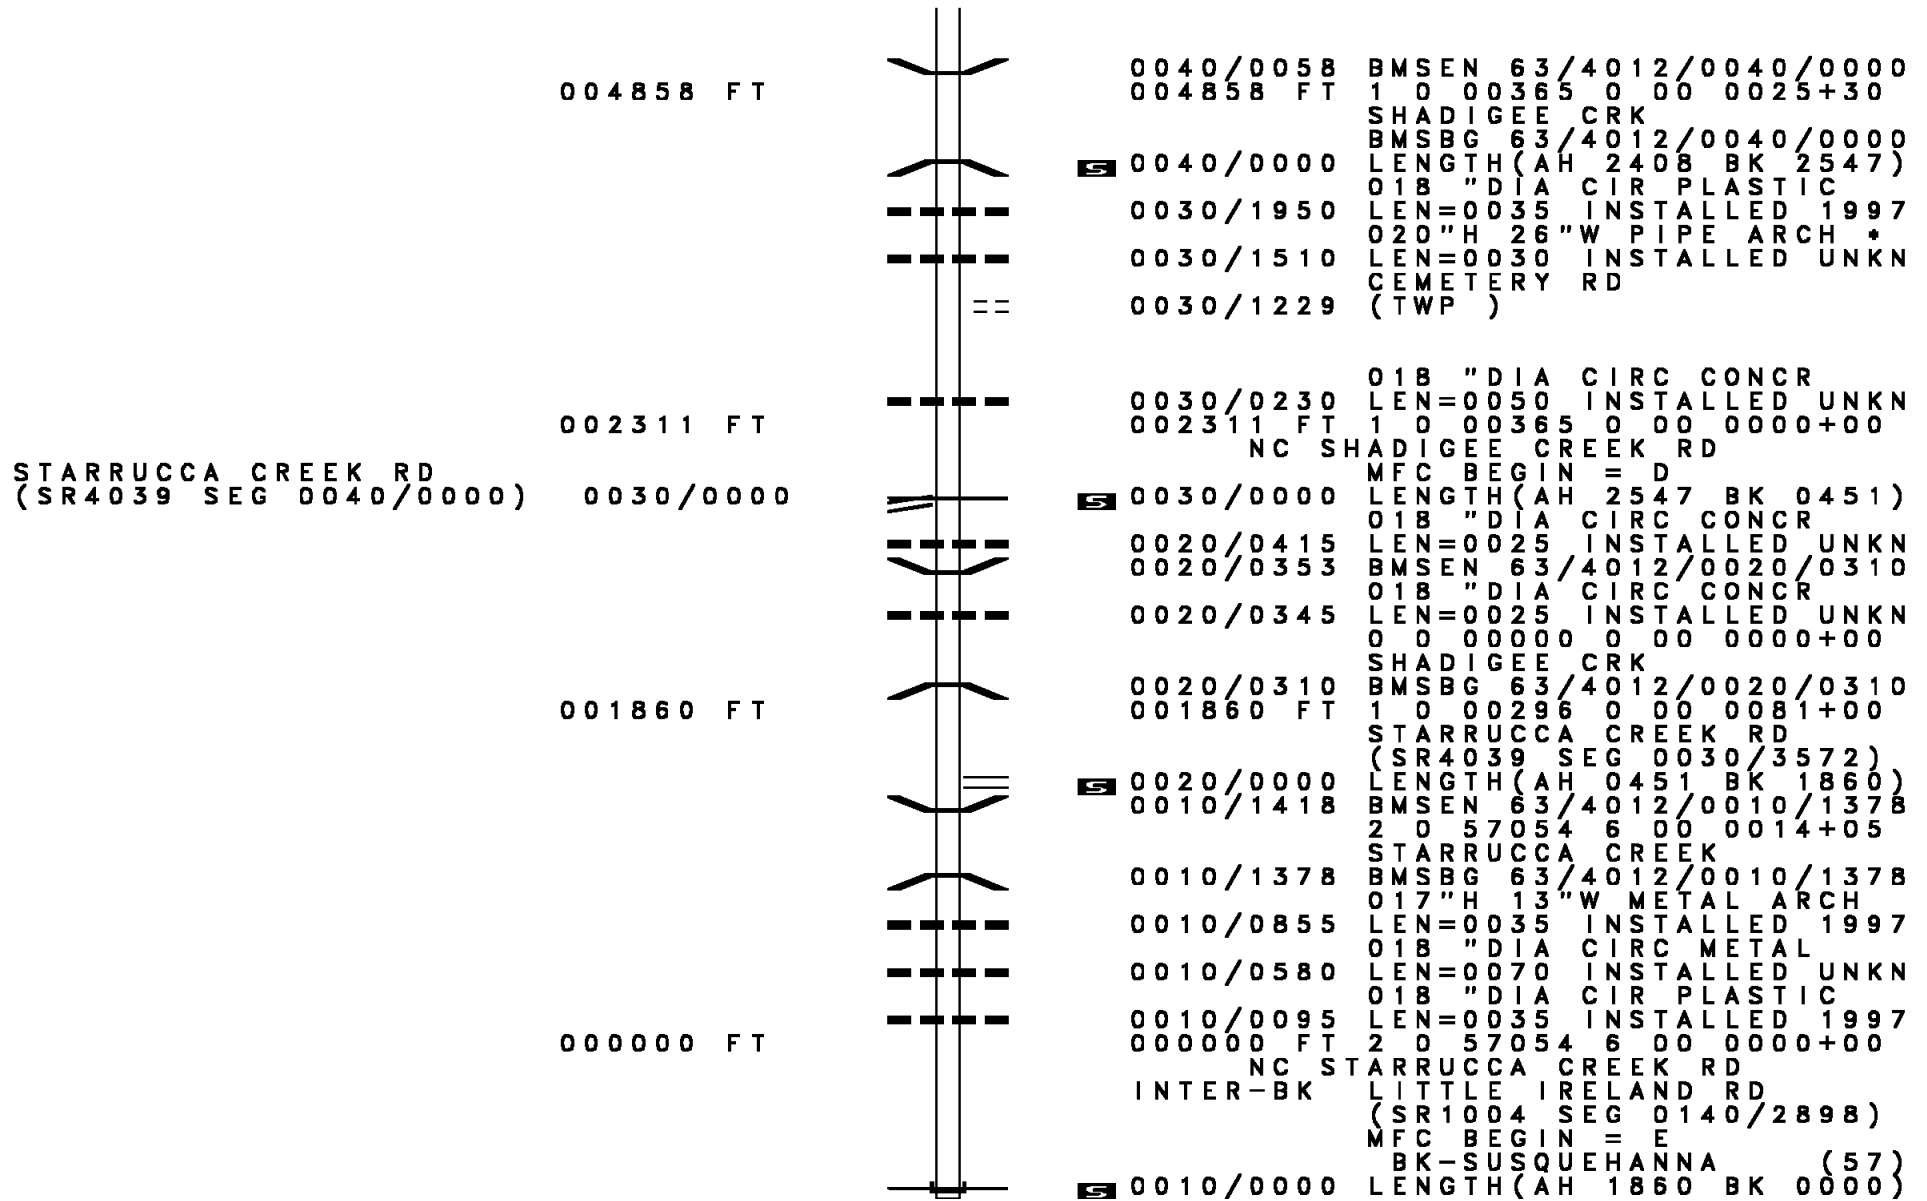 0040/0058 BMSEN 63/4012/0040/0000
004858 FT 004858 FT 1 0 00365 0 00 0025+30
SHADIGEE CRK
BMSBG 63/4012/0040/0000
S 0040/0000 LENGTH(AH 2408 BK 2547)
018 "DIA CIR PLASTIC
0030/1950 LEN=0035 INSTALLED 1997
020"H 26"W PIPE ARCH *
0030/1510 LEN=0030 INSTALLED UNKN
CEMETERY RD
0030/1229 (TWP )
018 "DIA CIRC CONCR
0030/0230 LEN=0050 INSTALLED UNKN
002311 FT 002311 FT 1 0 00365 0 00 0000+00
NC SHADIGEE CREEK RD
STARRUCCA CREEK RD MFC BEGIN = D
(SR4039 SEG 0040/0000) 0030/0000 S 0030/0000 LENGTH(AH 2547 BK 0451)
018 "DIA CIRC CONCR
0020/0415 LEN=0025 INSTALLED UNKN
0020/0353 BMSEN 63/4012/0020/0310
018 "DIA CIRC CONCR
0020/0345 LEN=0025 INSTALLED UNKN
0 0 00000 0 00 0000+00
SHADIGEE CRK
0020/0310 BMSBG 63/4012/0020/0310
001860 FT 001860 FT 1 0 00296 0 00 0081+00
STARRUCCA CREEK RD
(SR4039 SEG 0030/3572)
S 0020/0000 LENGTH(AH 0451 BK 1860)
0010/1418 BMSEN 63/4012/0010/1378
2 0 57054 6 00 0014+05
STARRUCCA CREEK
0010/1378 BMSBG 63/4012/0010/1378
017"H 13"W METAL ARCH
0010/0855 LEN=0035 INSTALLED 1997
018 "DIA CIRC METAL
0010/0580 LEN=0070 INSTALLED UNKN
018 "DIA CIR PLASTIC
0010/0095 LEN=0035 INSTALLED 1997
000000 FT 000000 FT 2 0 57054 6 00 0000+00
NC STARRUCCA CREEK RD
INTER-BK LITTLE IRELAND RD
(SR1004 SEG 0140/2898)
MFC BEGIN = E
BK-SUSQUEHANNA (57)
S 0010/0000 LENGTH(AH 1860 BK 0000)